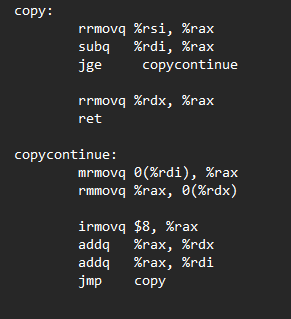 copy:
rrmovq %rsi, %rax
subq %rdi, %rax
jge copycontinue
rrmovq %rdx, %rax
ret
copycontinue:
mrmovq 0(%rdi), %rax
rmmovq %rax, 0(%rdx)
irmovq $8, %rax
addq %rax, %rdx
addq %rax, %rdi
jmp copy